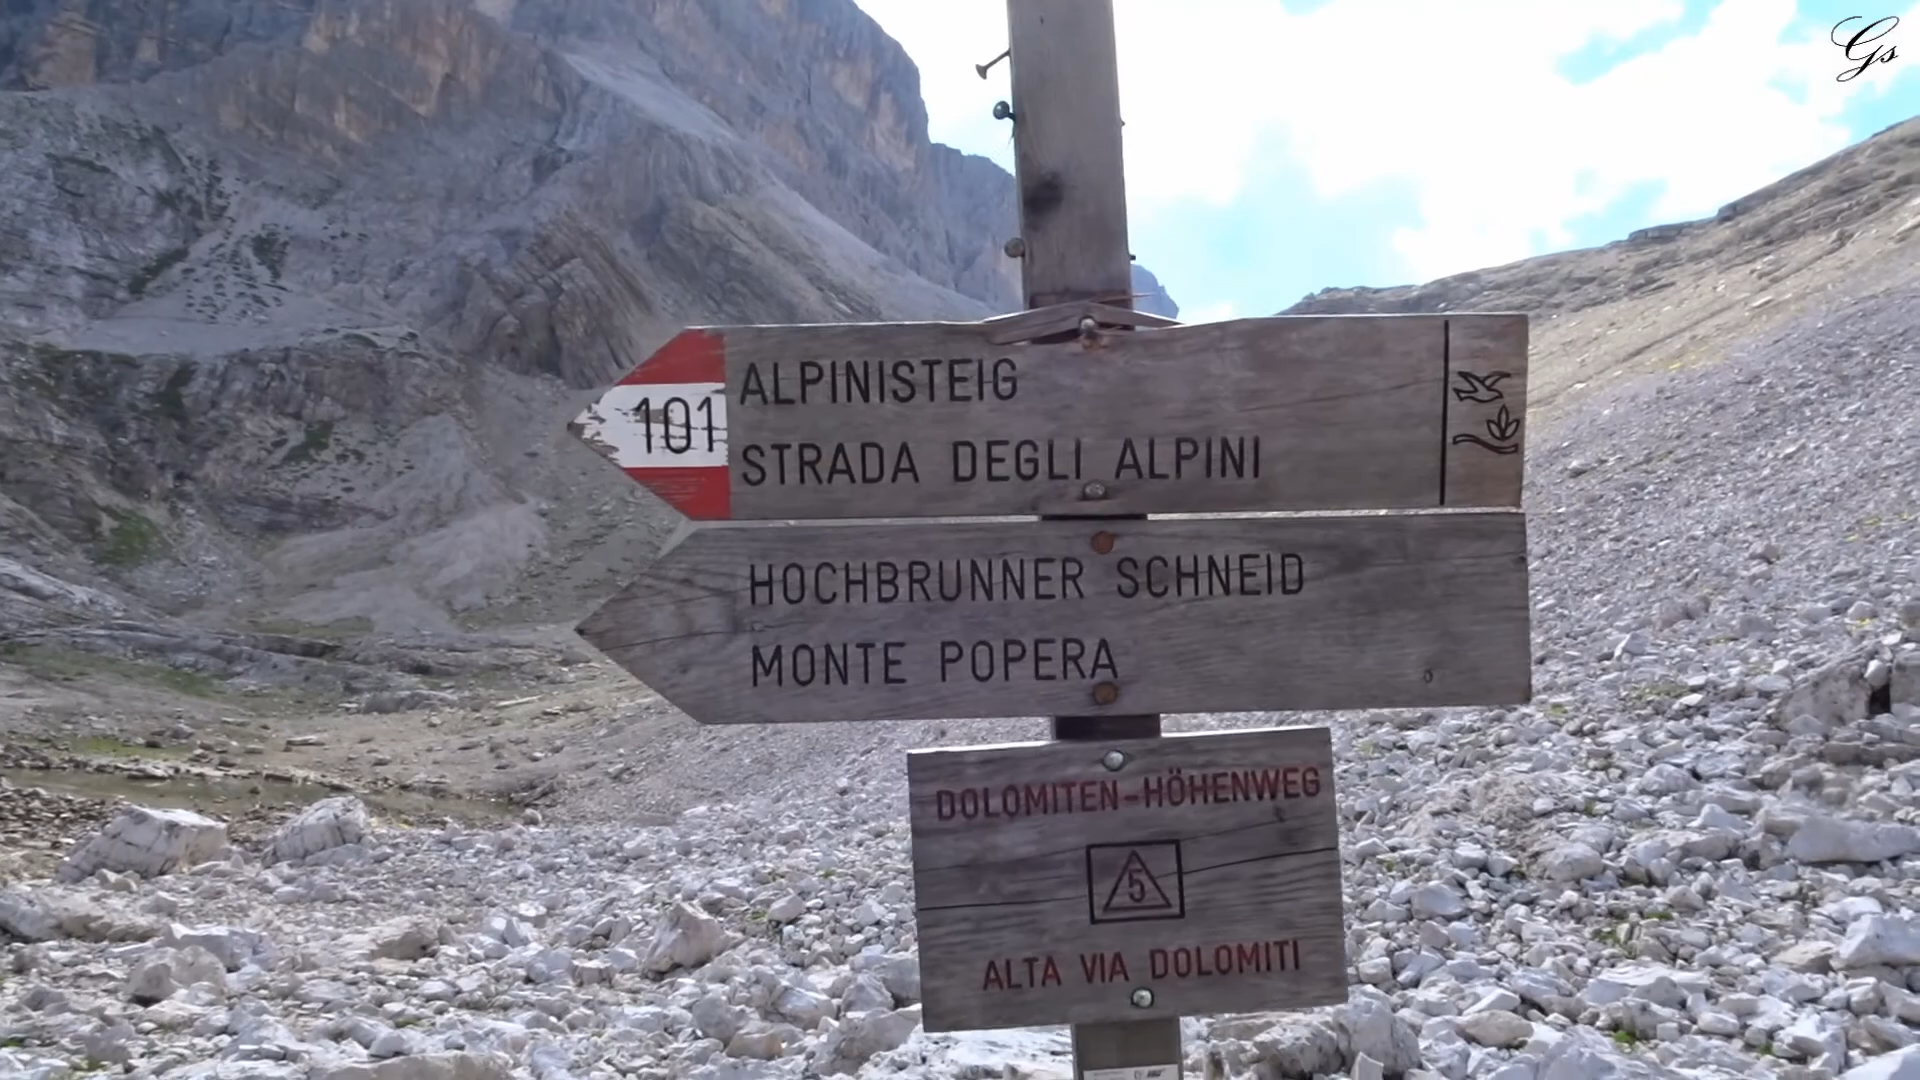 Gs
101
ALPINISTEIG
STRADA DEGLI ALPINI
HOCHBRUNNER SCHNEID
MONTE POPERA
DOLOMITEN-HÖHENWEG
5
ALTA VIA DOLOMITI